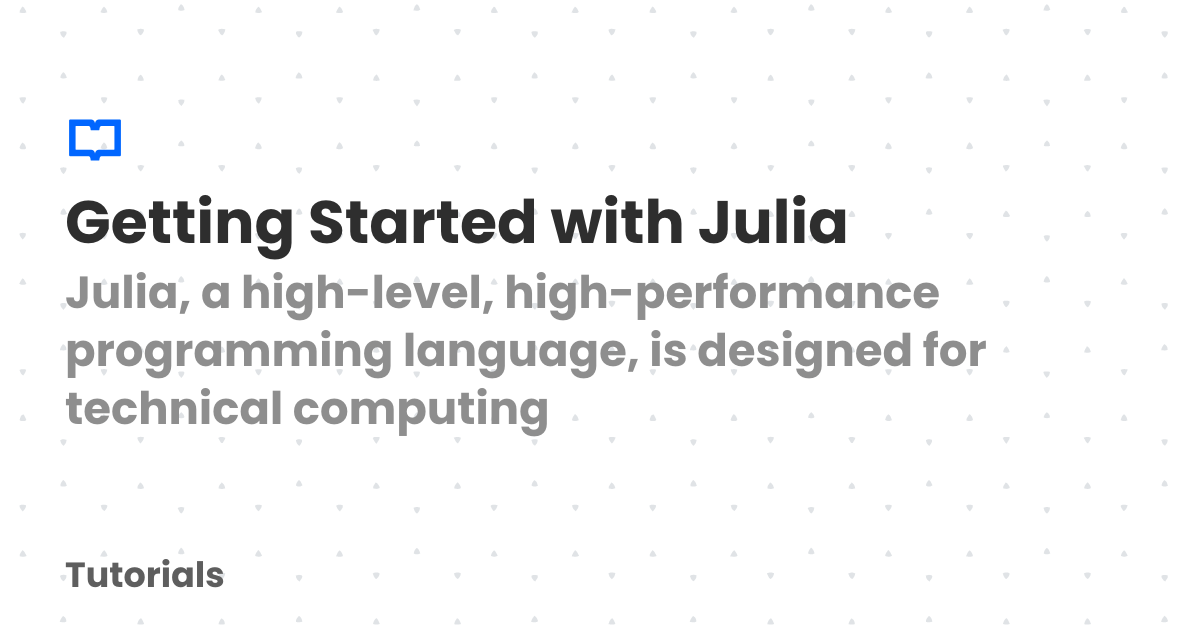 Getting Started with Julia
Julia, a high-level, high-performance
programming language, is designed for
technical computing
Tutorials